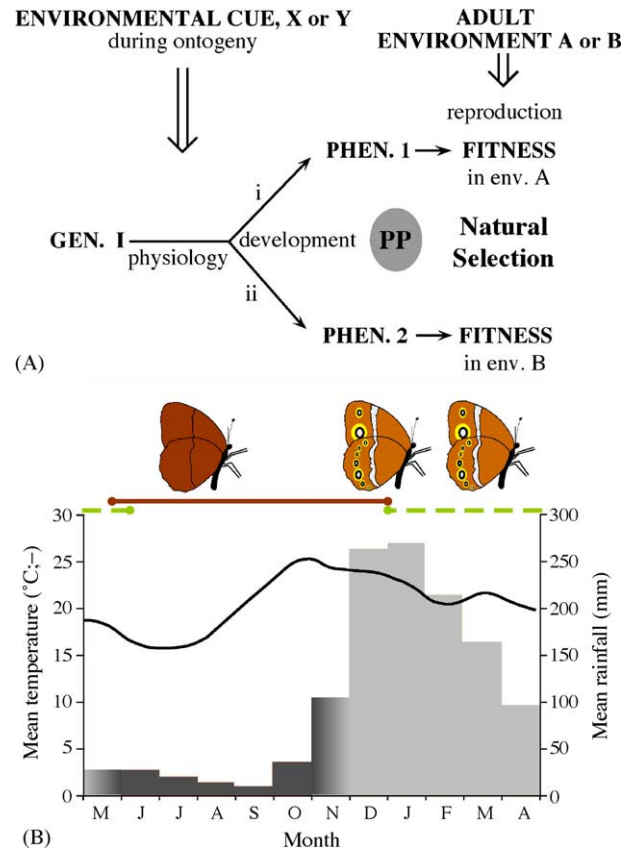 ENVIRONMENTAL CUE, X or Y
during ontogeny
ADULT
ENVIRONMENT A or B
reproduction
PHEN. 1
FITNESS
in env. A
i
GEN. I
physiology
development
PP
Natural
Selection
ii
PHEN. 2
FITNESS
in env. B
(A)
30
25
20
15
10
5
0
Mean temperature (°C;–)
300
250
200
150
100
50
0
Mean rainfall (mm)
M J J A S O N D J F M A
Month
(B)